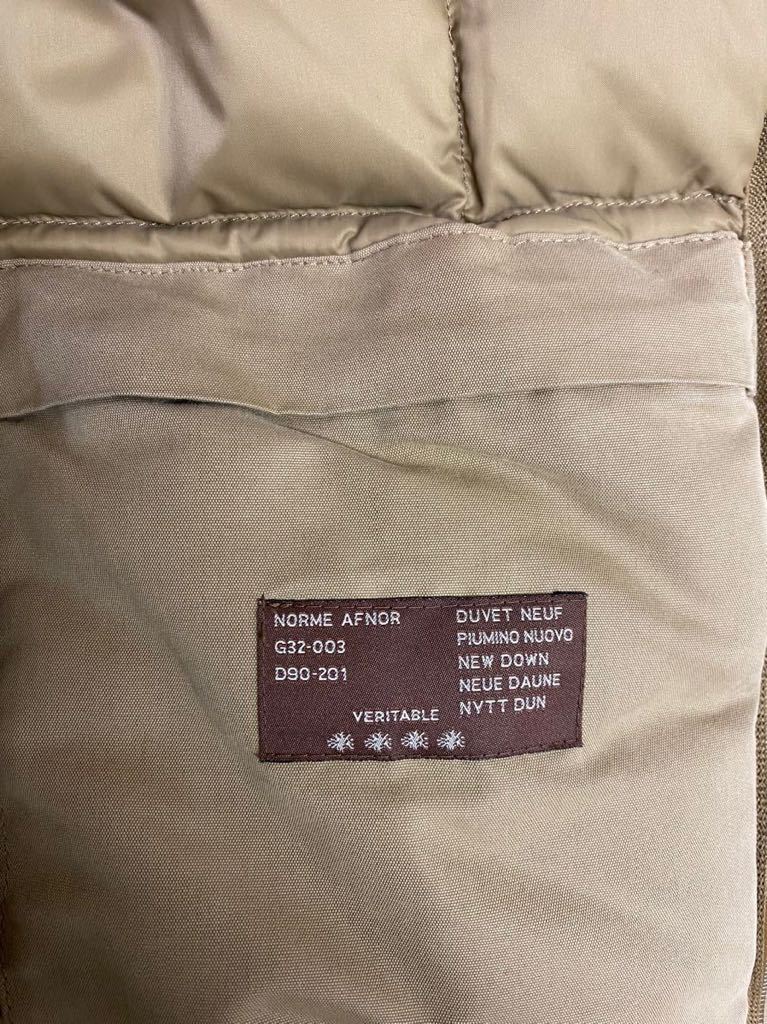 NORME AFNOR
G32-003
D90-201
DUVET NEUF
PIUMINO NUOVO
NEW DOWN
NEUE DAUNE
NYTT DUN
VERITABLE